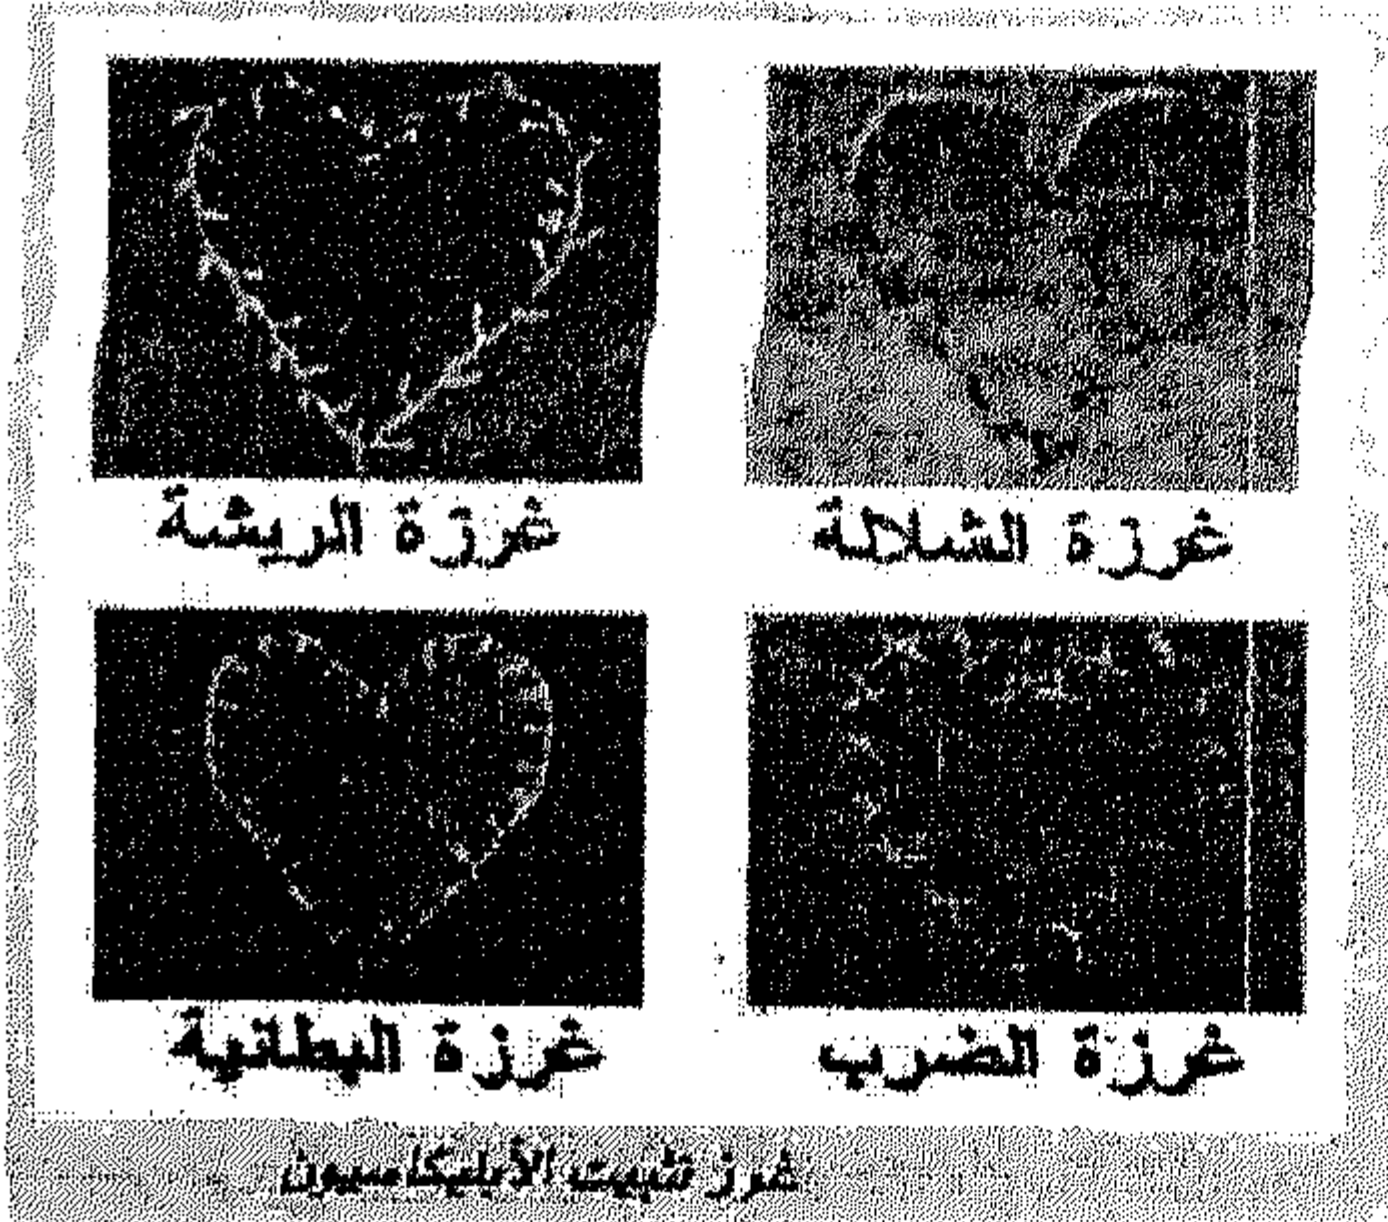 غرزة الشلالة
غرزة الريشة
غرزة الضرب
غرزة البطانية
غرز تثبيت الأبليكاسيون